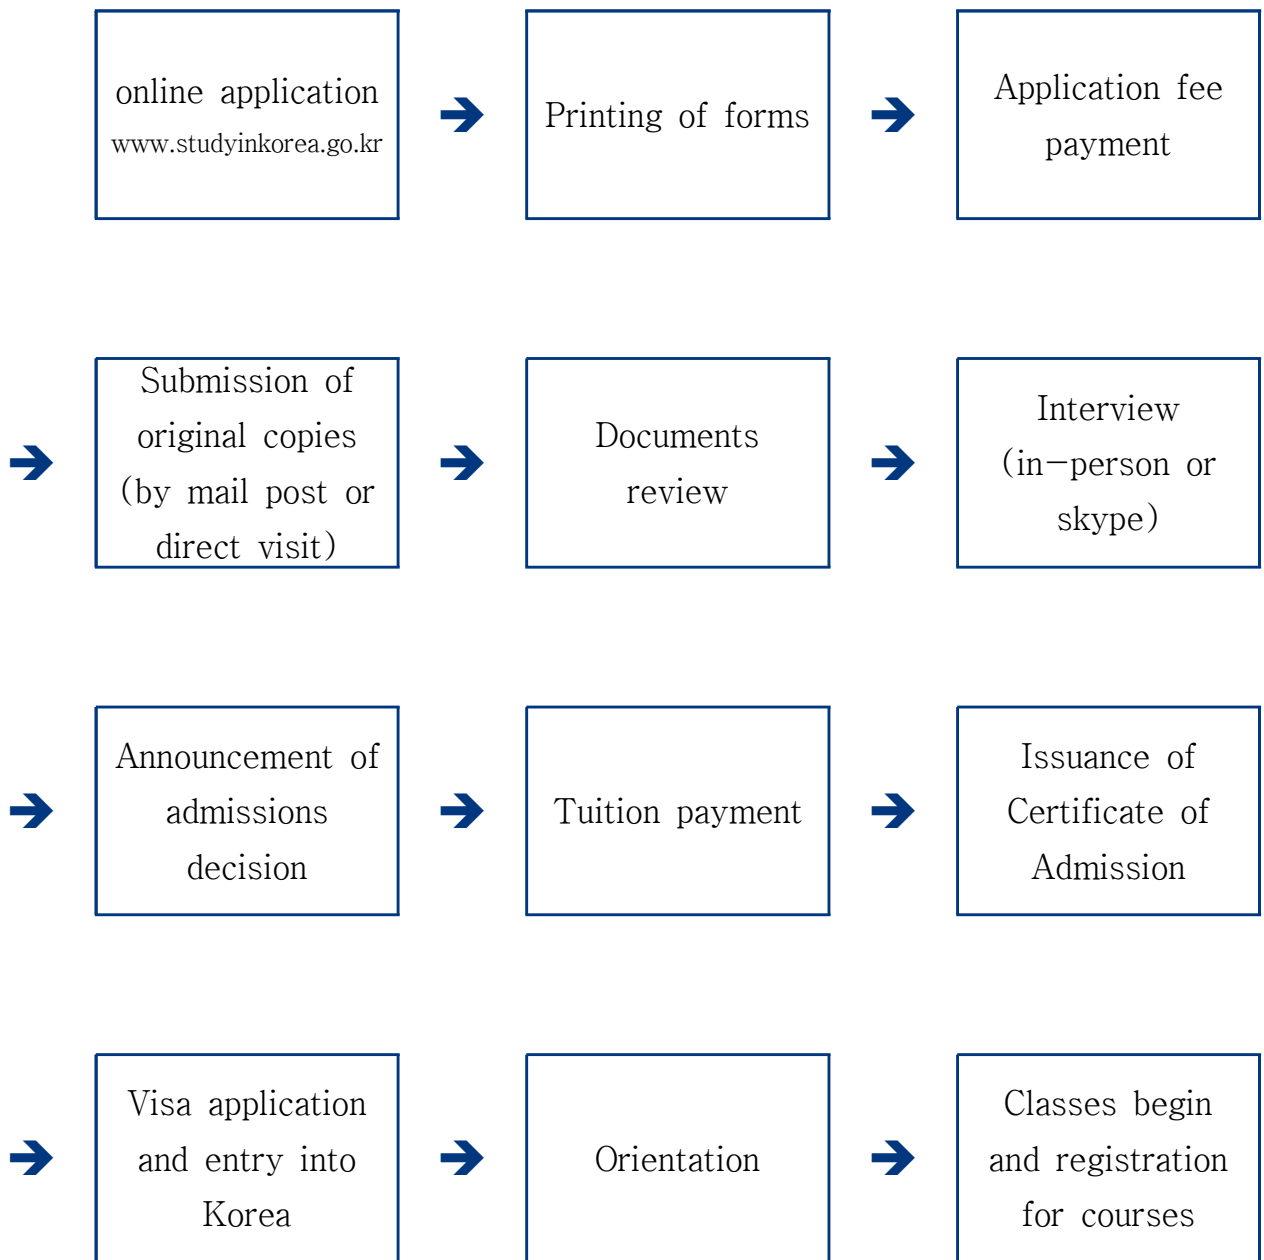 online application
www.studyinkorea.go.kr
Printing of forms
Application fee
payment
Submission of
original copies
(by mail post or
direct visit)
Documents
review
Interview
(in-person or
skype)
Announcement of
admissions
decision
Tuition payment
Issuance of
Certificate of
Admission
Visa application
and entry into
Korea
Orientation
Classes begin
and registration
for courses